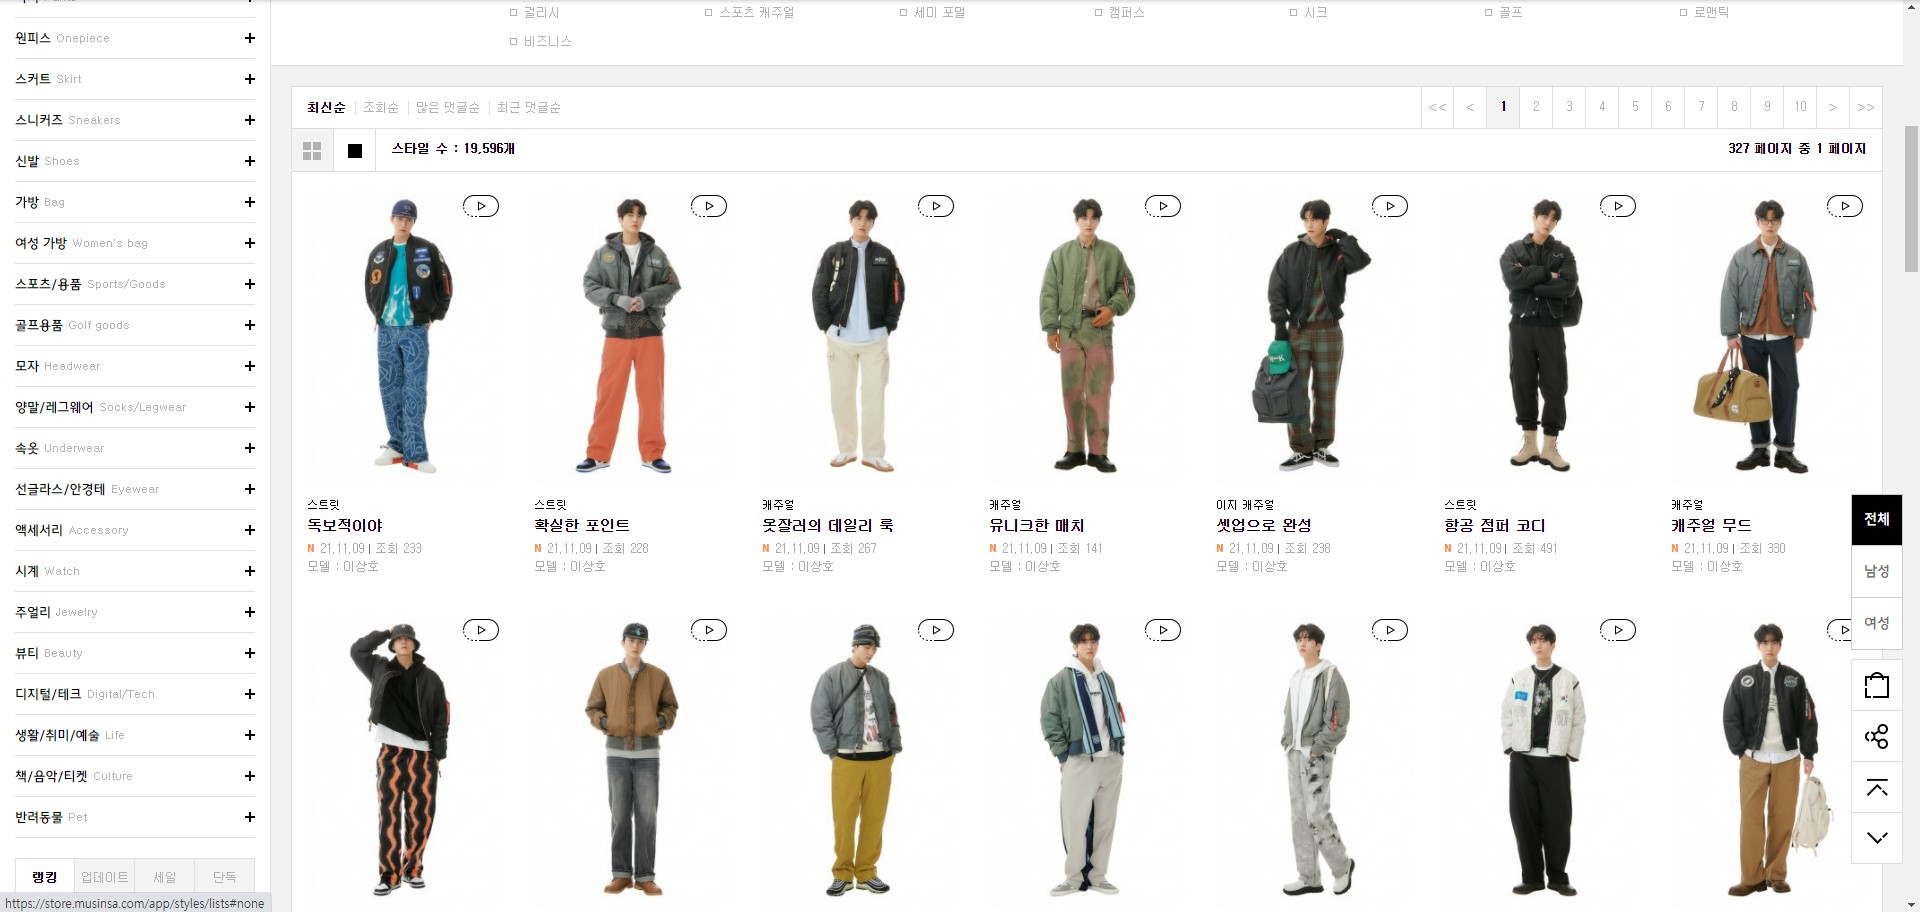 걸리시
스포츠 캐주얼
세미 포멀
캠퍼스
시크
골프
로맨틱
비즈니스
원피스 Onepiece
스커트 Skirt
스니커즈 Sneakers
신발 Shoes
가방 Bag
여성 가방 Women's bag
스포츠/용품 Sports/Goods
골프용품 Golf goods
모자 Headwear
양말/레그웨어 Socks/Legwear
속옷 Underwear
선글라스/안경테 Eyewear
액세서리 Accessory
시계 Watch
주얼리 Jewelry
뷰티 Beauty
디지털/테크 Digital/Tech
생활/취미/예술 Life
책/음악/티켓 Culture
반려동물 Pet
랭킹 업데이트 세일 단독
https://store.musinsa.com/app/styles/lists#none
최신순 조회순 많은 댓글순 최근 댓글순
<< < 1 2 3 4 5 6 7 8 9 10 > >>
스타일 수 : 19,596개
327 페이지 중 1 페이지
스트릿
독보적이야
N 21.11.09 | 조회 233
모델 : 이상호
스트릿
확실한 포인트
N 21.11.09 | 조회 228
모델 : 이상호
캐주얼
옷잘러의 데일리 룩
N 21.11.09 | 조회 267
모델 : 이상호
캐주얼
유니크한 매치
N 21.11.09 | 조회 141
모델 : 이상호
이지 캐주얼
셋업으로 완성
N 21.11.09 | 조회 238
모델 : 이상호
스트릿
항공 점퍼 코디
N 21.11.09 | 조회 491
모델 : 이상호
캐주얼
캐주얼 무드
N 21.11.09 | 조회 330
모델 : 이상호
전체
남성
여성